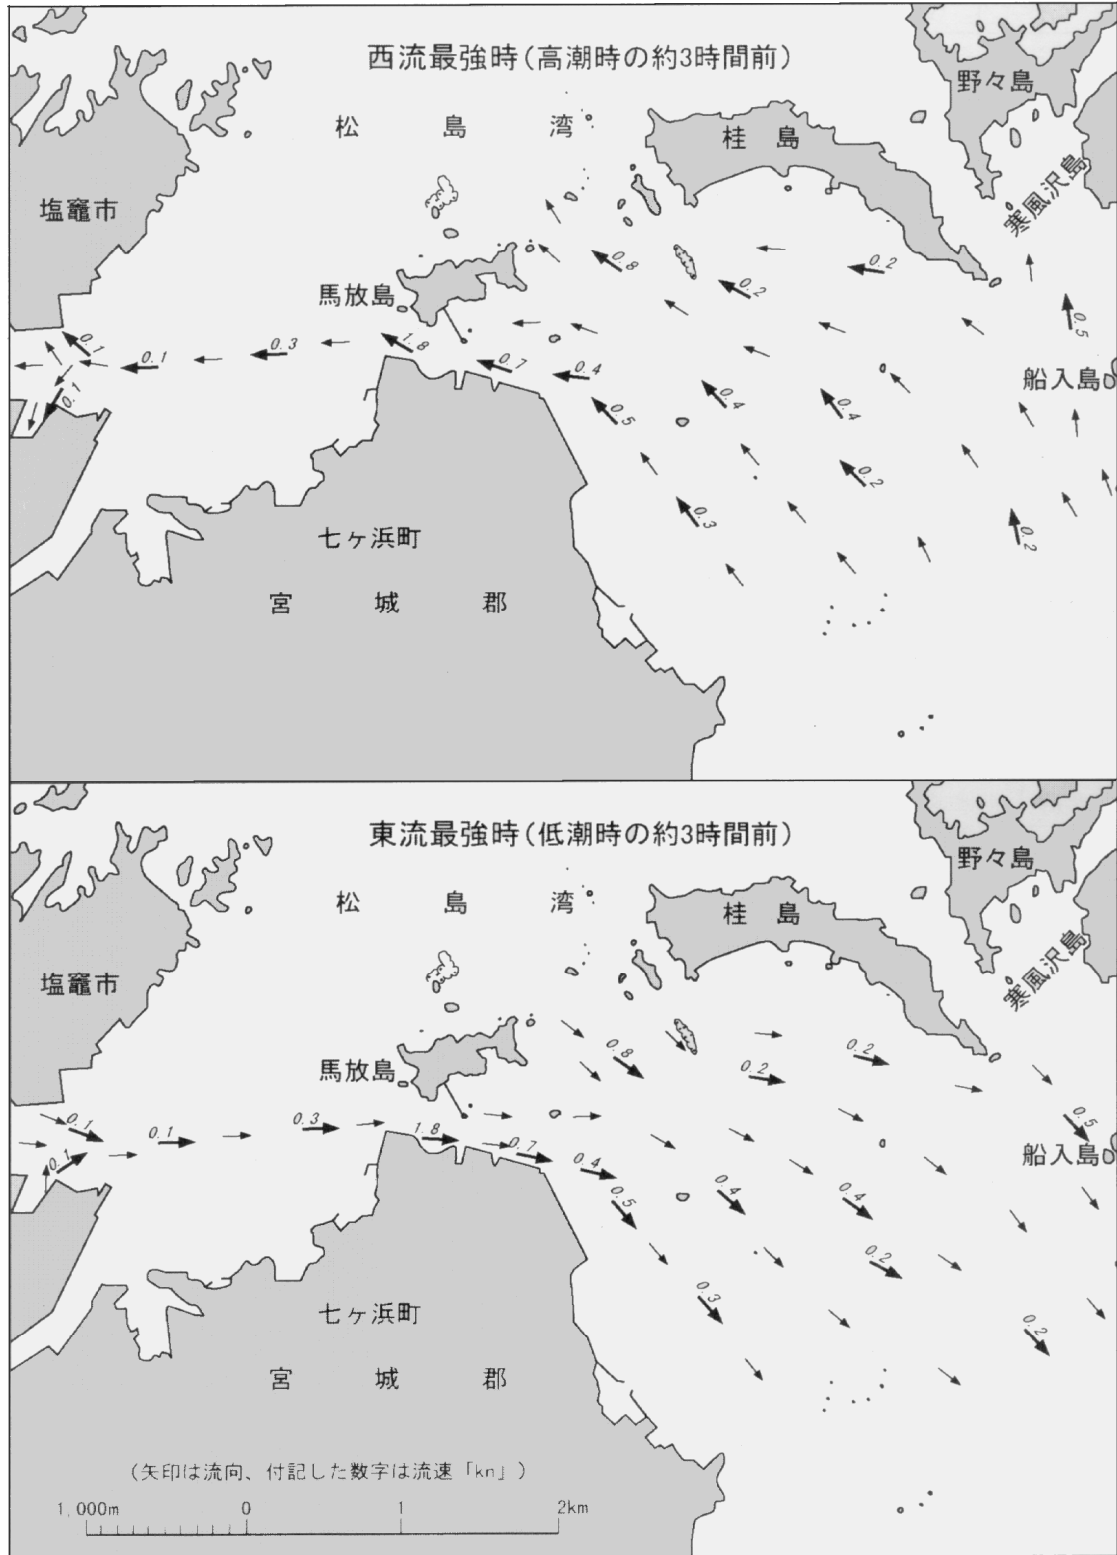 西流最強時(高潮時の約3時間前)
野々島
松島湾
桂島
塩竈市
寒風沢島
0.8
0.2
0.2
馬放島
0.5
0.1
0.1
0.3
1.8
0.7
0.4
船入島
0.1
0.5
0.4
0.4
0.2
0.3
0.2
七ヶ浜町
宮城郡
東流最強時(低潮時の約3時間前)
野々島
松島湾
桂島
塩竈市
寒風沢島
0.8
0.2
0.2
馬放島
0.5
0.1
0.1
0.3
1.8
0.7
0.4
船入島
0.1
0.5
0.4
0.4
0.2
0.3
0.2
七ヶ浜町
宮城郡
(矢印は流向、付記した数字は流速「kn」)
1,000m 0 1 2km